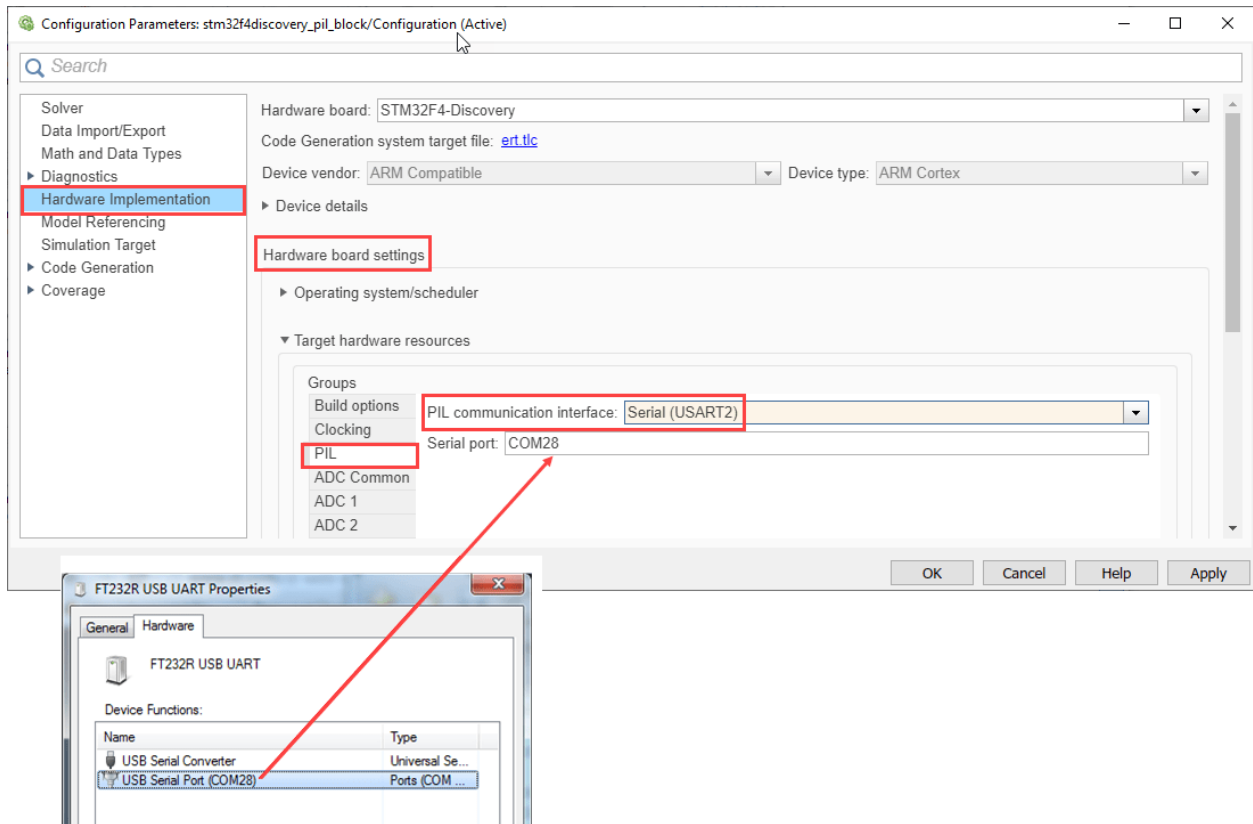 Configuration Parameters: stm32f4discovery_pil_block/Configuration (Active)
Search
Solver
Data Import/Export
Math and Data Types
Diagnostics
Hardware Implementation
Model Referencing
Simulation Target
Code Generation
Coverage
Hardware board: STM32F4-Discovery
Code Generation system target file: ert.tlc
Device vendor: ARM Compatible Device type: ARM Cortex
Device details
Hardware board settings
Operating system/scheduler
Target hardware resources
Groups
Build options
Clocking
PIL
ADC Common
ADC 1
ADC 2
PIL communication interface: Serial (USART2)
Serial port: COM28
OK Cancel Help Apply
FT232R USB UART Properties
General Hardware
FT232R USB UART
Device Functions:
Name Type
USB Serial Converter Universal Se...
USB Serial Port (COM28) Ports (COM ...